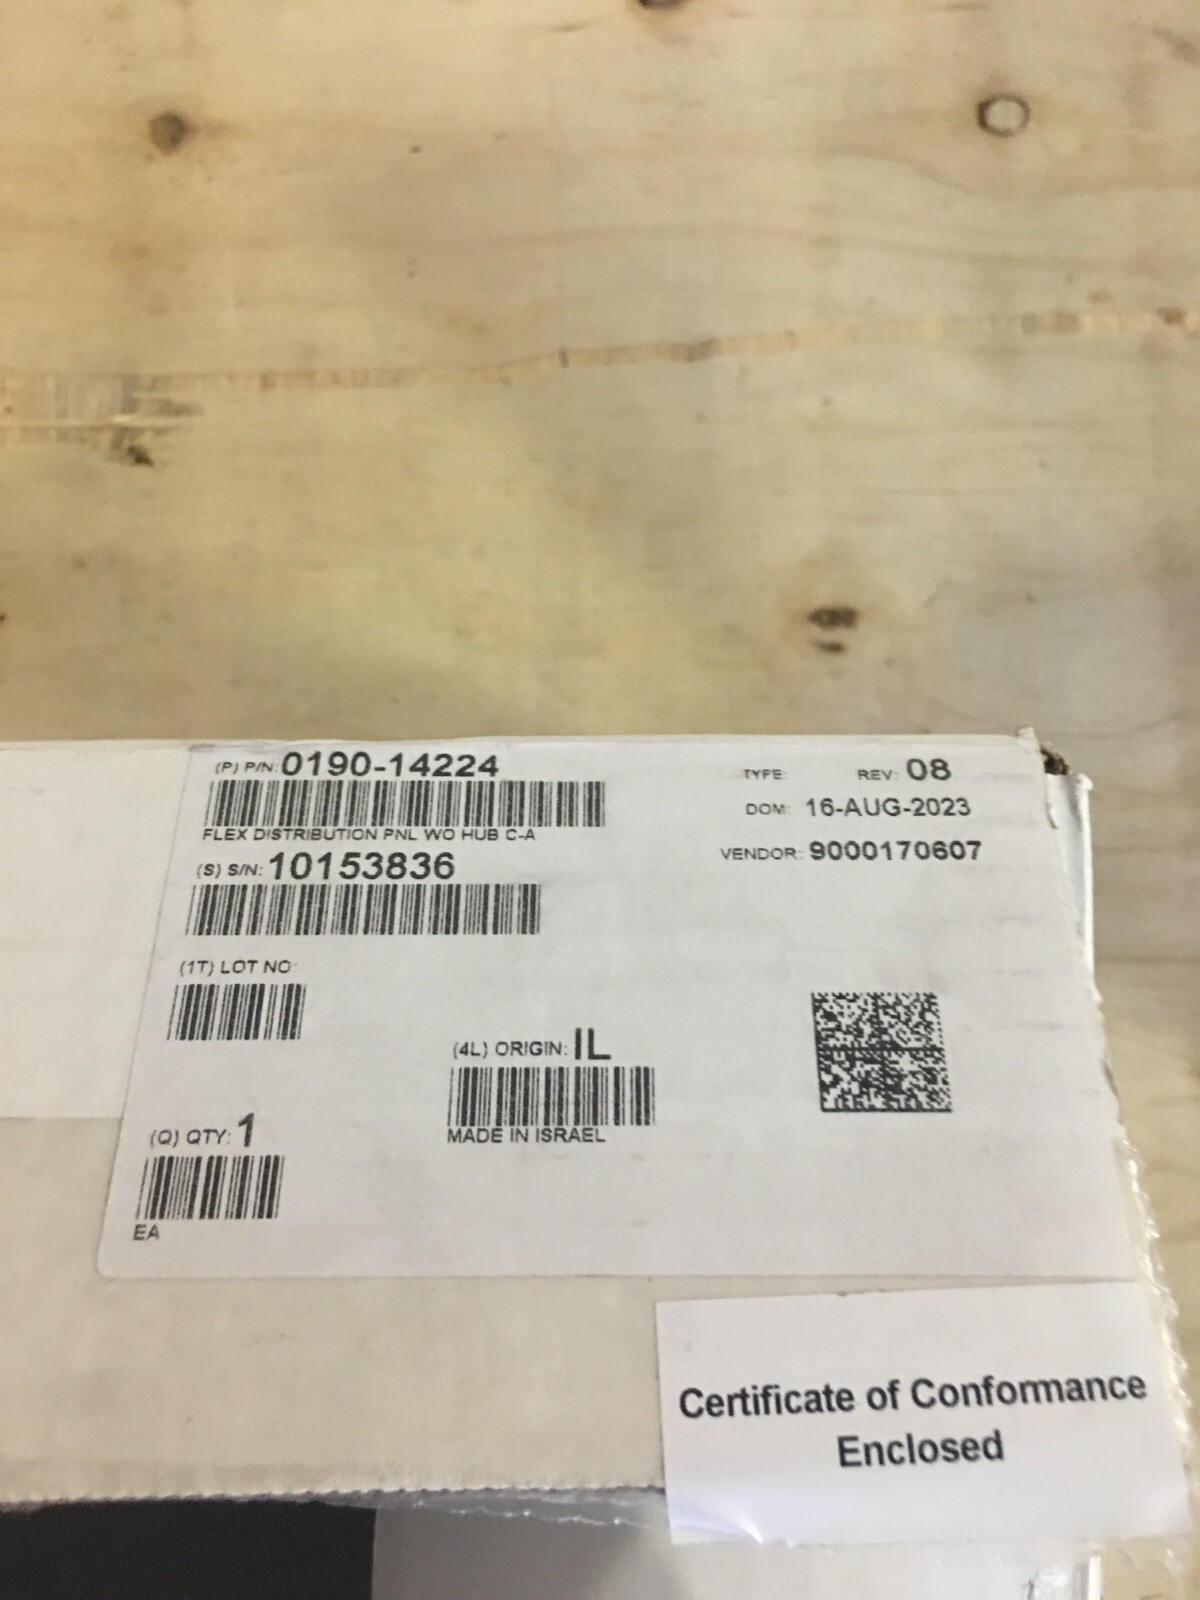 (P) P/N: 0190-14224
FLEX DISTRIBUTION PNL WO HUB C-A
(S) S/N: 10153836
(1T) LOT NO:
(Q) QTY: 1
EA
(4L) ORIGIN: IL
MADE IN ISRAEL
TYPE:
REV: 08
DOM: 16-AUG-2023
VENDOR: 9000170607
Certificate of Conformance
Enclosed